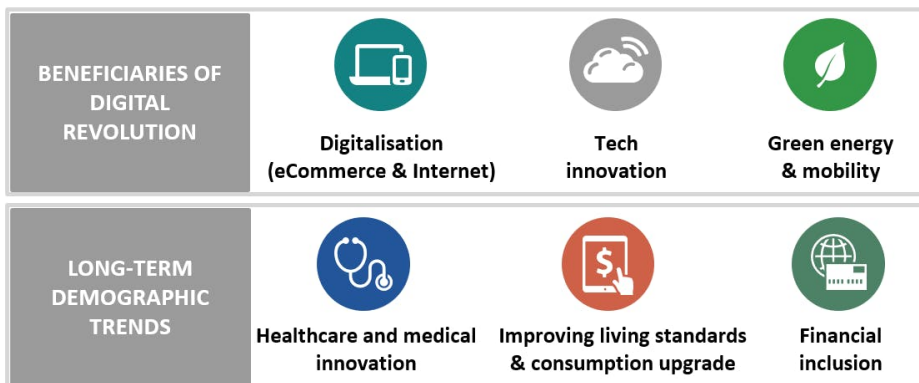 BENEFICIARIES OF
DIGITAL
REVOLUTION
Digitalisation
(eCommerce & Internet)
Tech
innovation
Green energy
& mobility
LONG-TERM
DEMOGRAPHIC
TRENDS
Healthcare and medical
innovation
$
Improving living standards
& consumption upgrade
Financial
inclusion